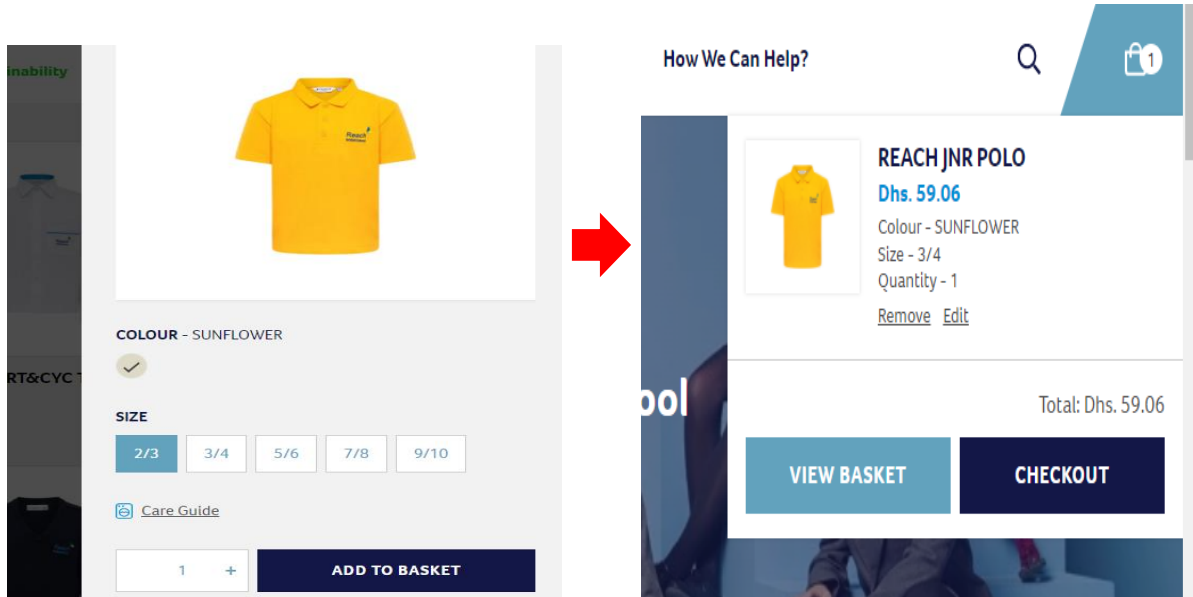 inability
Reach
COLOUR - SUNFLOWER
RT&CYC T
SIZE
2/3 3/4 5/6 7/8 9/10
Care Guide
1 +
ADD TO BASKET
How We Can Help?
1
REACH JNR POLO
Dhs. 59.06
Colour - SUNFLOWER
Size - 3/4
Quantity - 1
Remove Edit
ool
Total: Dhs. 59.06
VIEW BASKET
CHECKOUT